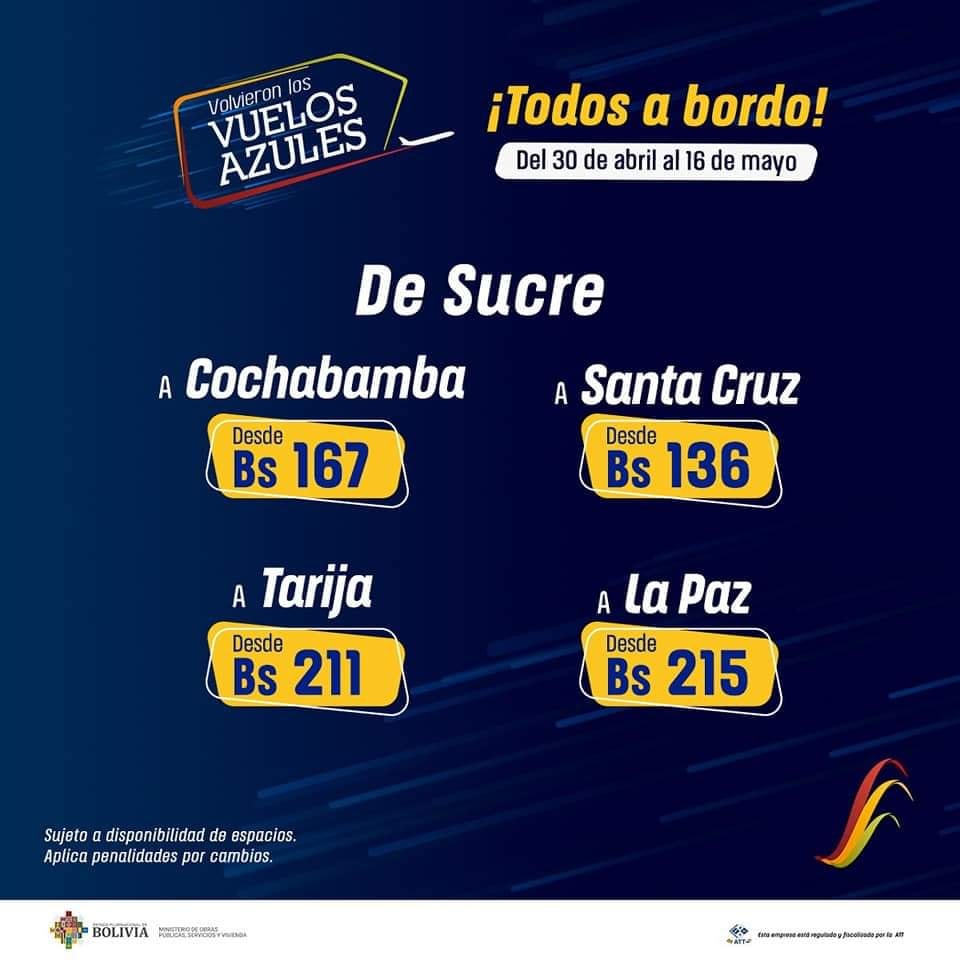 Volvieron los
VUELOS
AZULES
¡Todos a bordo!
Del 30 de abril al 16 de mayo
De Sucre
A Cochabamba
Desde
Bs 167
A Santa Cruz
Desde
Bs 136
A Tarija
Desde
Bs 211
A La Paz
Desde
Bs 215
Sujeto a disponibilidad de espacios.
Aplica penalidades por cambios.
ESTADO PLURINACIONAL DE
BOLIVIA
MINISTERIO DE OBRAS
PÚBLICAS, SERVICIOS Y VIVIENDA
ATT
Esta empresa está regulada y fiscalizada por la ATT